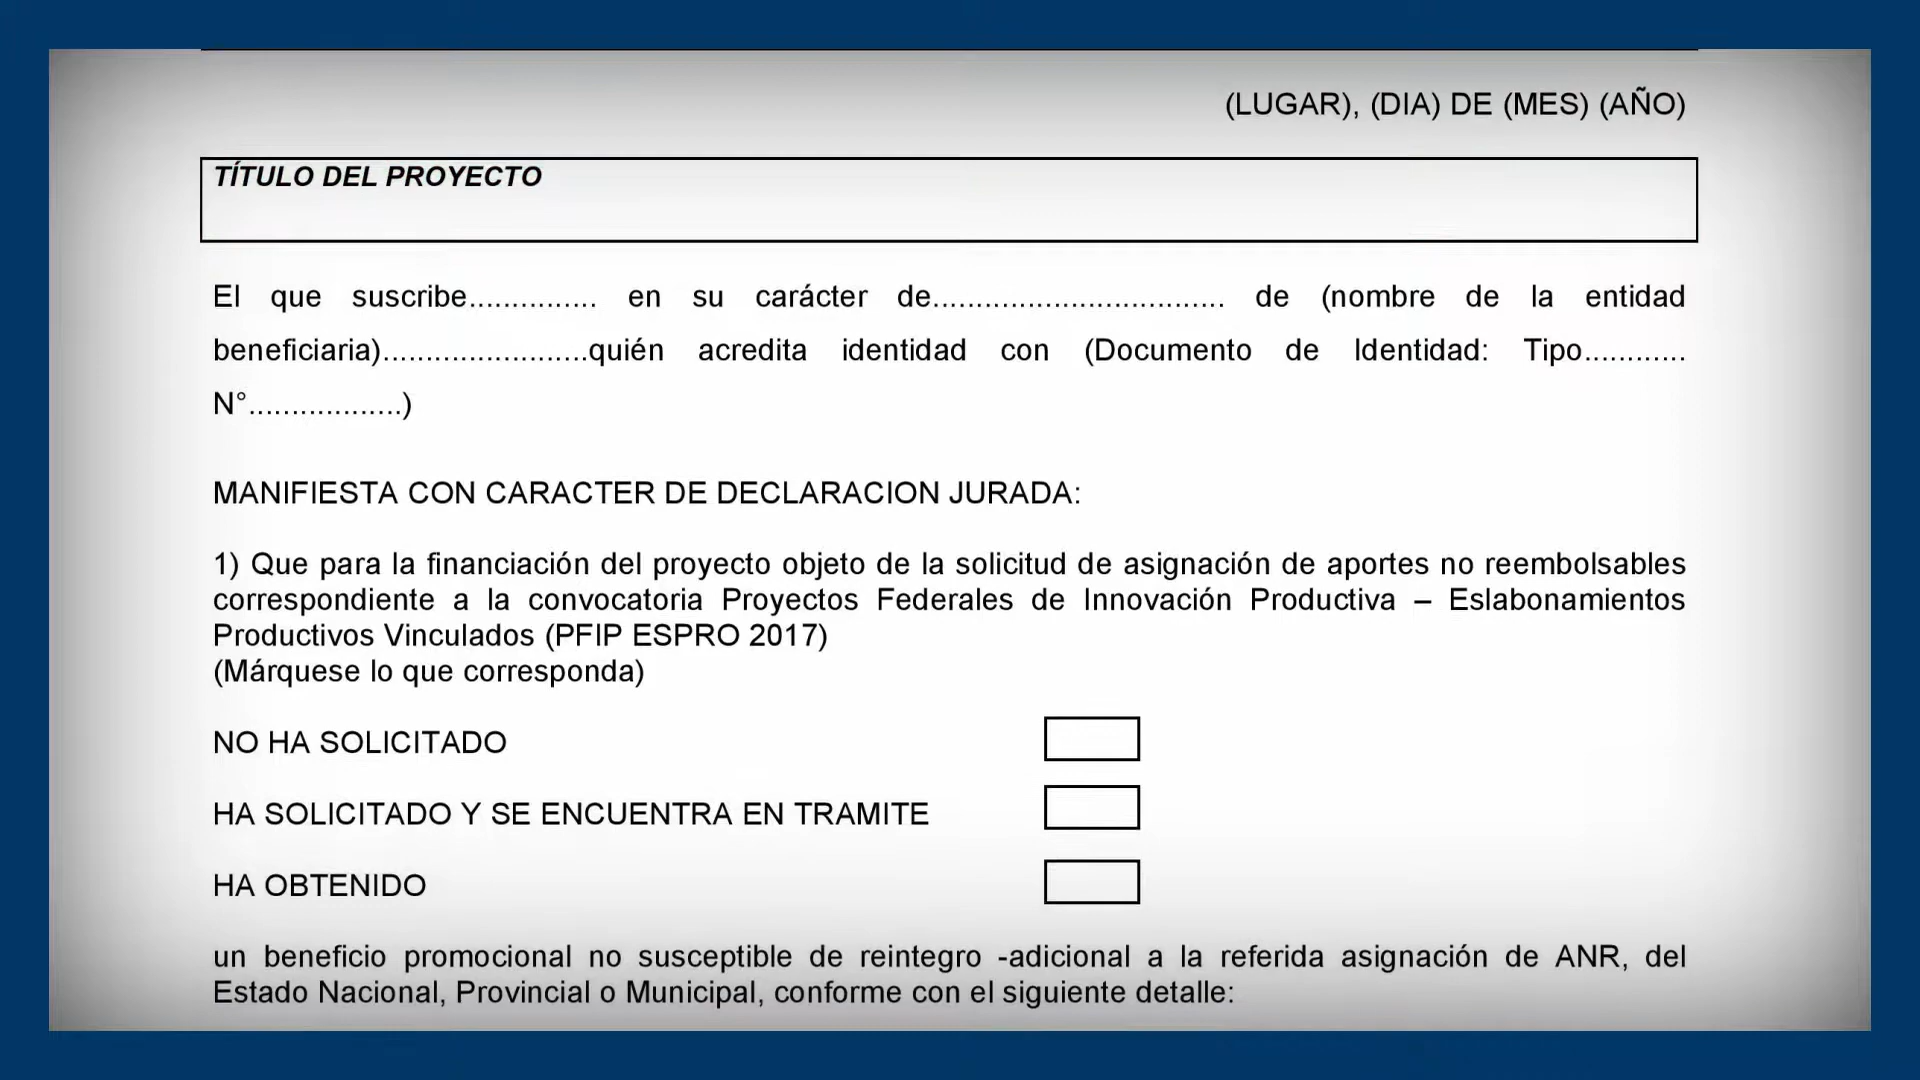 (LUGAR), (DIA) DE (MES) (AÑO)
TÍTULO DEL PROYECTO
El que suscribe............... en su carácter de.................................. de (nombre de la entidad
beneficiaria)........................quién acredita identidad con (Documento de Identidad: Tipo............
N°..................)
MANIFIESTA CON CARACTER DE DECLARACION JURADA:
1) Que para la financiación del proyecto objeto de la solicitud de asignación de aportes no reembolsables
correspondiente a la convocatoria Proyectos Federales de Innovación Productiva – Eslabonamientos
Productivos Vinculados (PFIP ESPRO 2017)
(Márquese lo que corresponda)
NO HA SOLICITADO
HA SOLICITADO Y SE ENCUENTRA EN TRAMITE
HA OBTENIDO
un beneficio promocional no susceptible de reintegro -adicional a la referida asignación de ANR, del
Estado Nacional, Provincial o Municipal, conforme con el siguiente detalle: